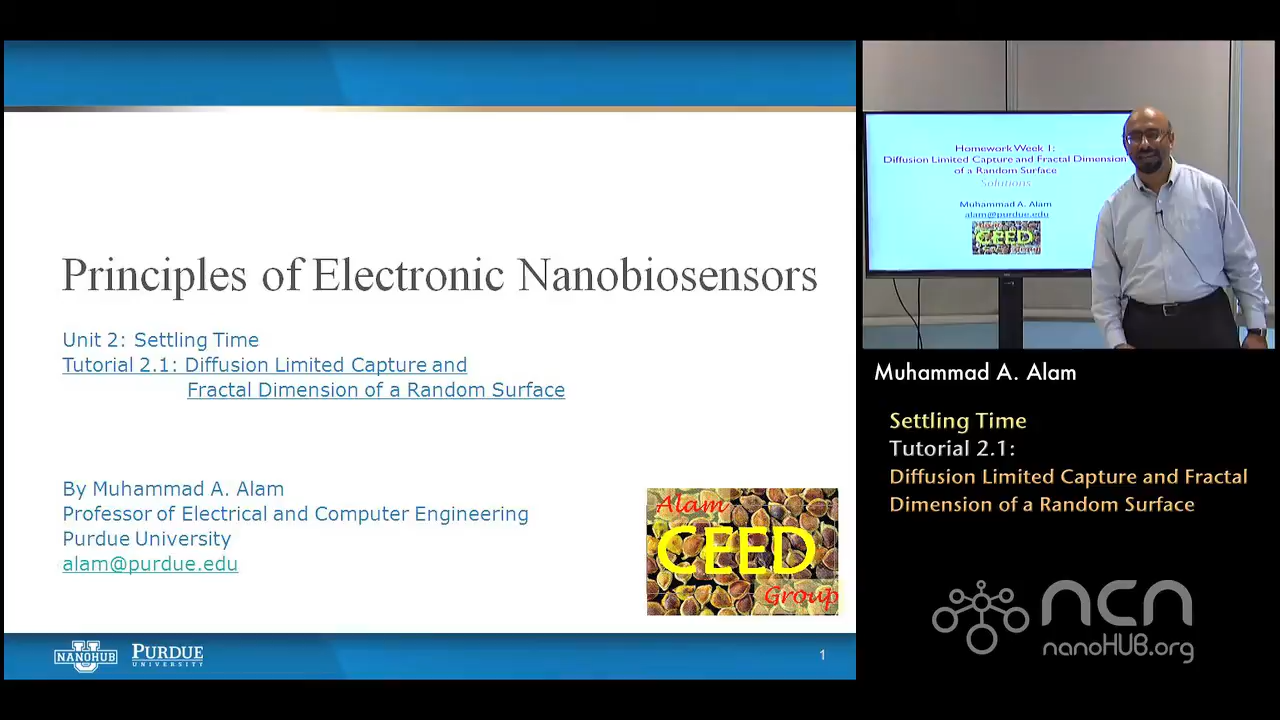 Principles of Electronic Nanobiosensors
Unit 2: Settling Time
Tutorial 2.1: Diffusion Limited Capture and
Fractal Dimension of a Random Surface
By Muhammad A. Alam
Professor of Electrical and Computer Engineering
Purdue University
alam@purdue.edu
Alam
CEED
Group
NANOHUB
PURDUE
UNIVERSITY
1
Homework Week 1:
Diffusion Limited Capture and Fractal Dimension
of a Random Surface
Solutions
Muhammad A. Alam
alam@purdue.edu
CEED
Muhammad A. Alam
Settling Time
Tutorial 2.1:
Diffusion Limited Capture and Fractal
Dimension of a Random Surface
ncn
nanoHUB.org